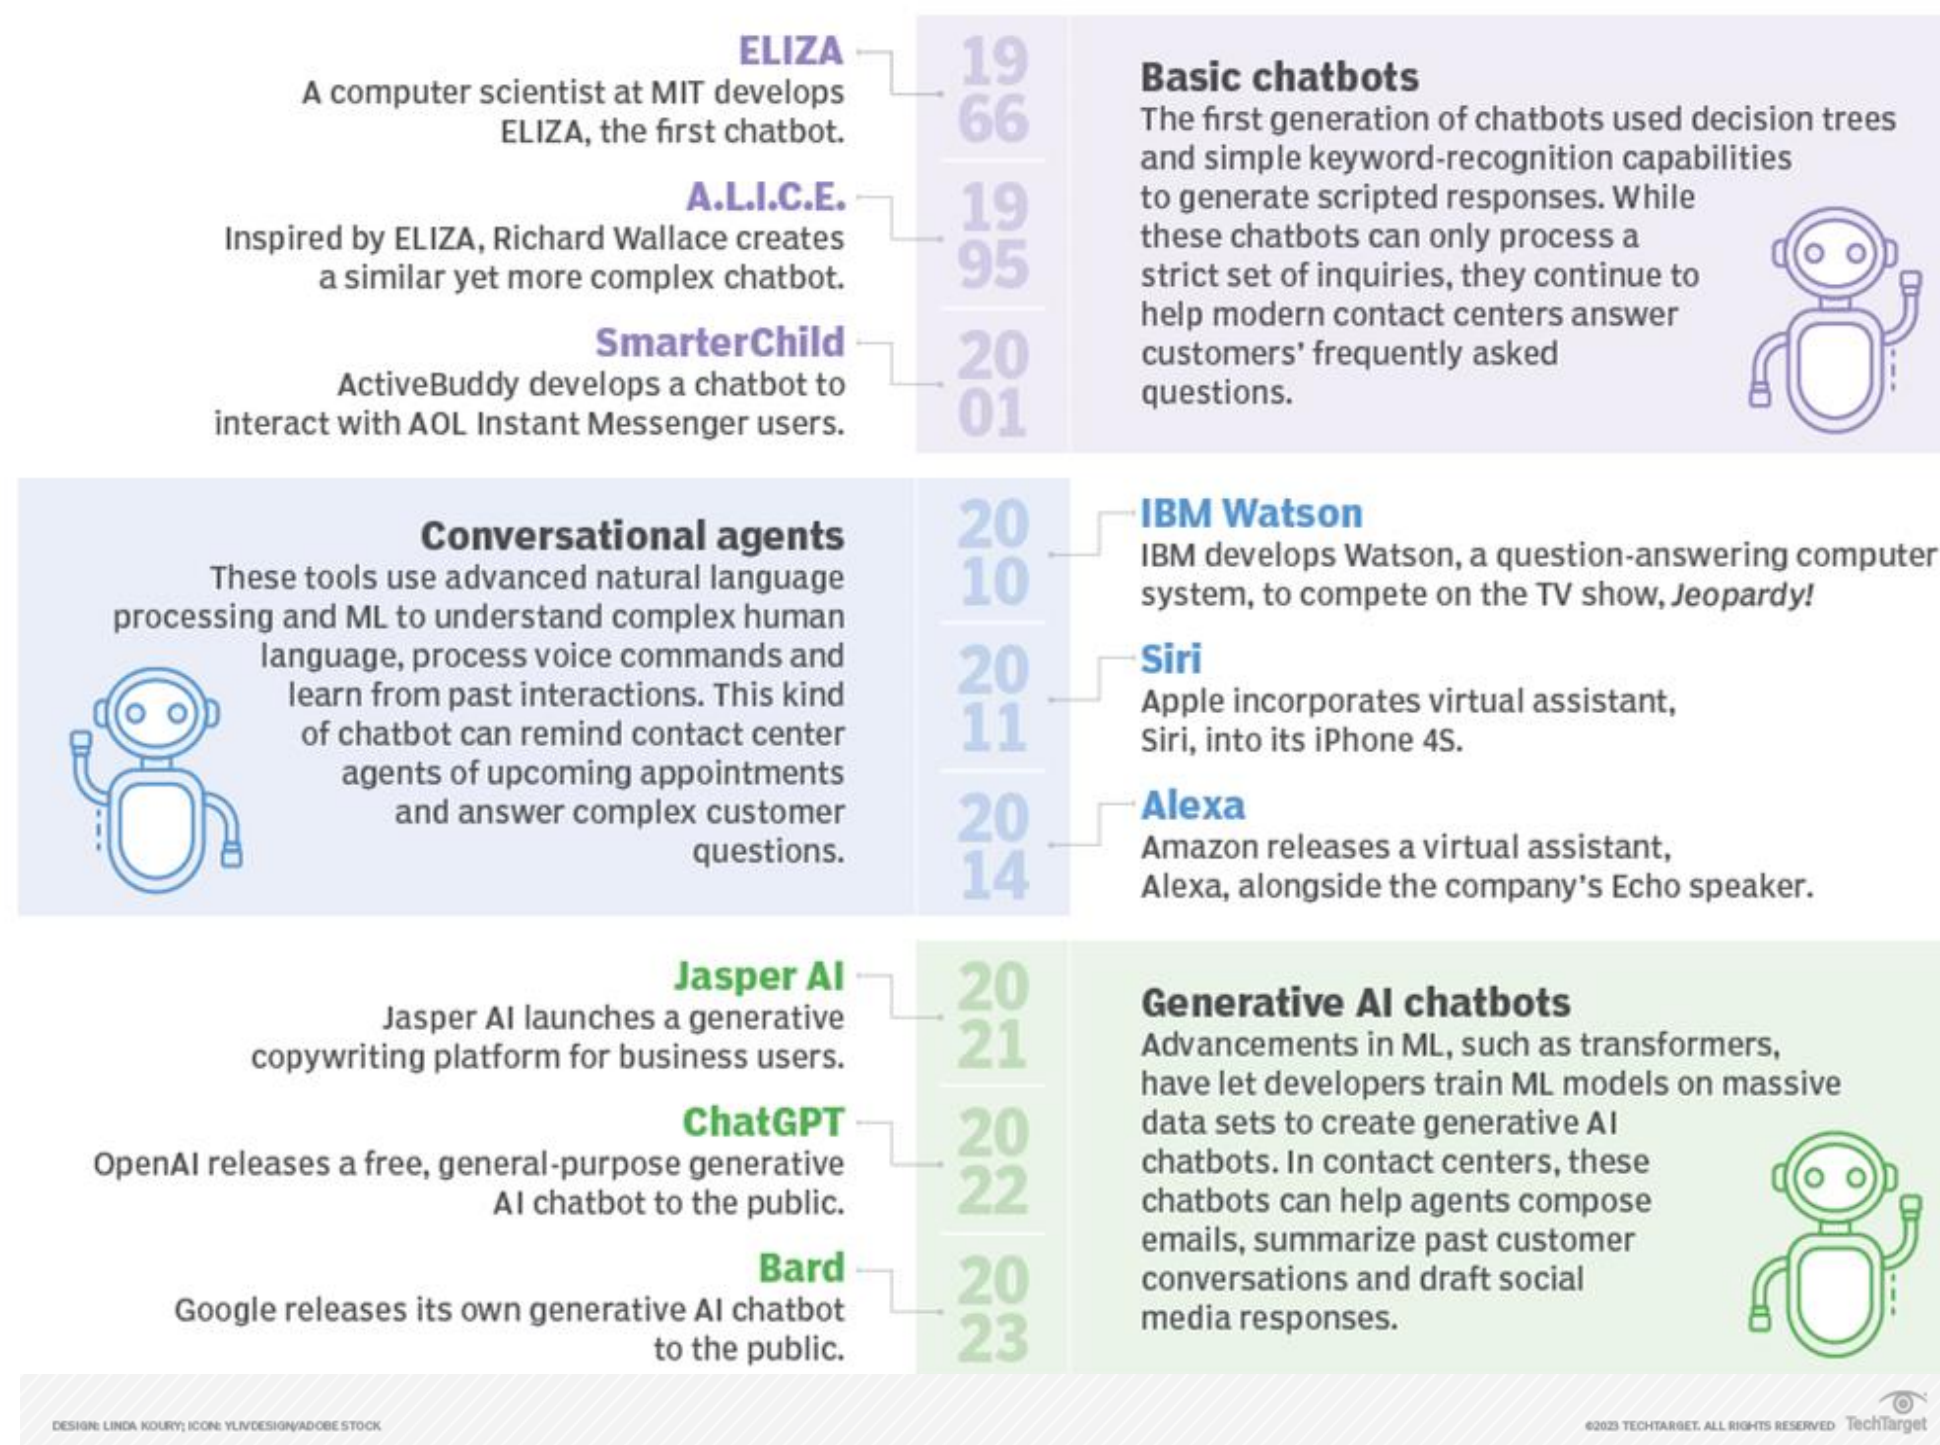 ELIZA
A computer scientist at MIT develops
ELIZA, the first chatbot.
19
66
A.L.I.C.E.
Inspired by ELIZA, Richard Wallace creates
a similar yet more complex chatbot.
19
95
SmarterChild
ActiveBuddy develops a chatbot to
interact with AOL Instant Messenger users.
20
01
Basic chatbots
The first generation of chatbots used decision trees
and simple keyword-recognition capabilities
to generate scripted responses. While
these chatbots can only process a
strict set of inquiries, they continue to
help modern contact centers answer
customers’ frequently asked
questions.
Conversational agents
These tools use advanced natural language
processing and ML to understand complex human
language, process voice commands and
learn from past interactions. This kind
of chatbot can remind contact center
agents of upcoming appointments
and answer complex customer
questions.
20
10
IBM Watson
IBM develops Watson, a question-answering computer
system, to compete on the TV show, Jeopardy!
20
11
Siri
Apple incorporates virtual assistant,
Siri, into its iPhone 4S.
20
14
Alexa
Amazon releases a virtual assistant,
Alexa, alongside the company’s Echo speaker.
Jasper AI
Jasper AI launches a generative
copywriting platform for business users.
20
21
ChatGPT
OpenAI releases a free, general-purpose generative
AI chatbot to the public.
20
22
Bard
Google releases its own generative AI chatbot
to the public.
20
23
Generative AI chatbots
Advancements in ML, such as transformers,
have let developers train ML models on massive
data sets to create generative AI
chatbots. In contact centers, these
chatbots can help agents compose
emails, summarize past customer
conversations and draft social
media responses.
DESIGN: LINDA KOURY; ICON: YLIVDESIGN/ADOBE STOCK
©2023 TECHTARGET. ALL RIGHTS RESERVED TechTarget